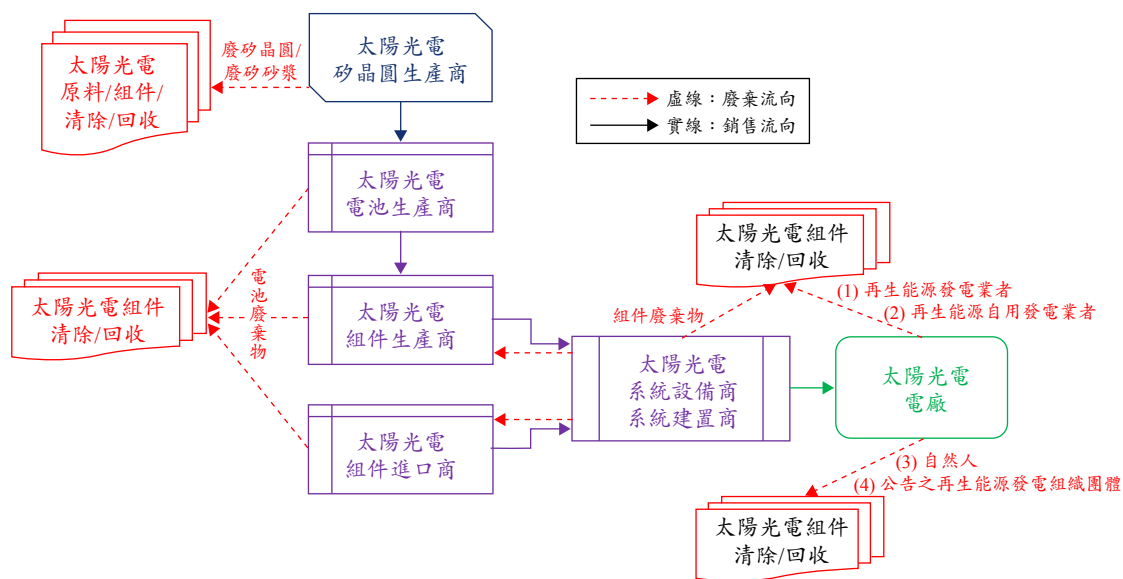 太陽光電
原料/組件/
清除/回收
廢矽晶圓/
廢矽砂漿
太陽光電
矽晶圓生產商
虛線：廢棄流向
實線：銷售流向
太陽光電
電池生產商
太陽光電組件
清除/回收
電池廢棄物
太陽光電
組件生產商
太陽光電
組件進口商
組件廢棄物
太陽光電
系統設備商
系統建置商
太陽光電組件
清除/回收
(1) 再生能源發電業者
(2) 再生能源自用發電業者
太陽光電
電廠
(3) 自然人
(4) 公告之再生能源發電組織團體
太陽光電組件
清除/回收